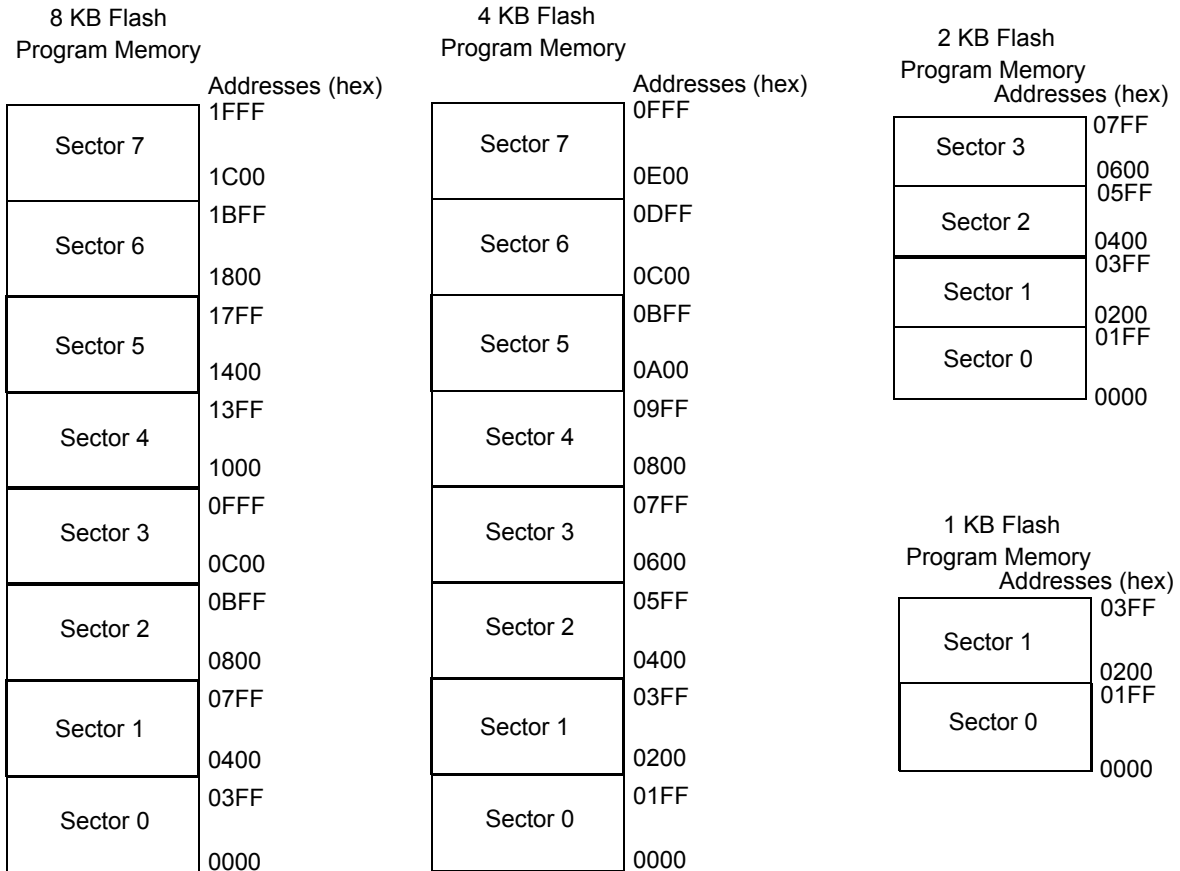 8 KB Flash
Program Memory
Addresses (hex)
1FFF
Sector 7
1C00
1BFF
Sector 6
1800
17FF
Sector 5
1400
13FF
Sector 4
1000
0FFF
Sector 3
0C00
0BFF
Sector 2
0800
07FF
Sector 1
0400
03FF
Sector 0
0000
4 KB Flash
Program Memory
Addresses (hex)
0FFF
Sector 7
0E00
0DFF
Sector 6
0C00
0BFF
Sector 5
0A00
09FF
Sector 4
0800
07FF
Sector 3
0600
05FF
Sector 2
0400
03FF
Sector 1
0200
01FF
Sector 0
0000
2 KB Flash
Program Memory
Addresses (hex)
07FF
Sector 3
0600
05FF
Sector 2
0400
03FF
Sector 1
0200
01FF
Sector 0
0000
1 KB Flash
Program Memory
Addresses (hex)
03FF
Sector 1
0200
01FF
Sector 0
0000